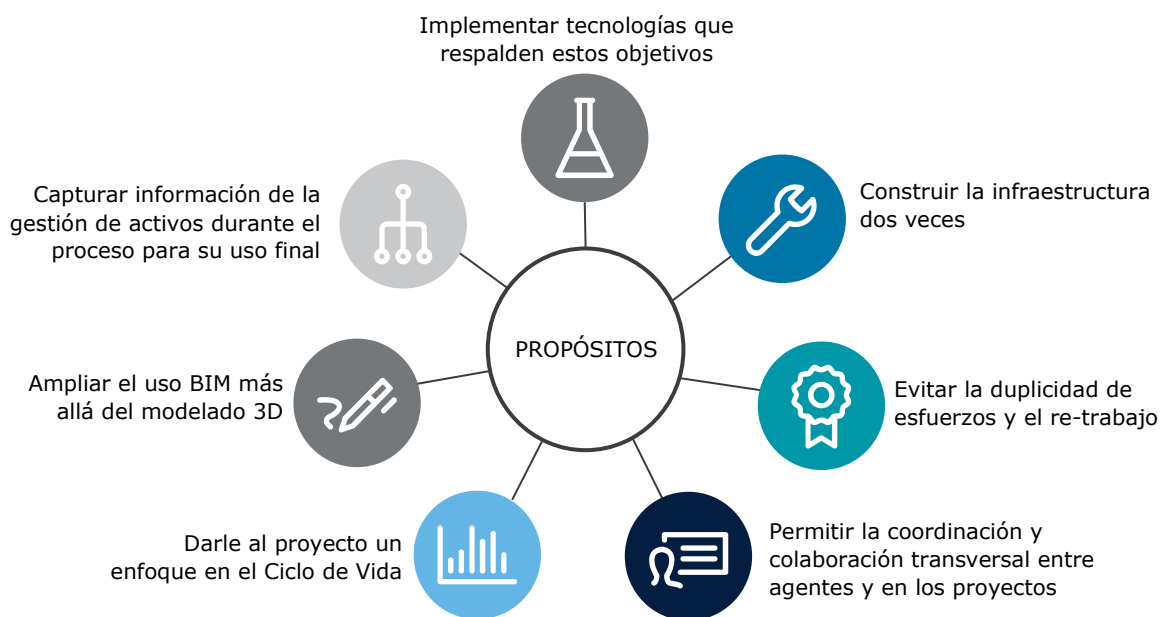 Implementar tecnologías que
respalden estos objetivos
Construir la infraestructura
dos veces
Evitar la duplicidad de
esfuerzos y el re-trabajo
Permitir la coordinación y
colaboración transversal entre
agentes y en los proyectos
Darle al proyecto un
enfoque en el Ciclo de Vida
Ampliar el uso BIM más
allá del modelado 3D
Capturar información de la
gestión de activos durante el
proceso para su uso final
PROPÓSITOS